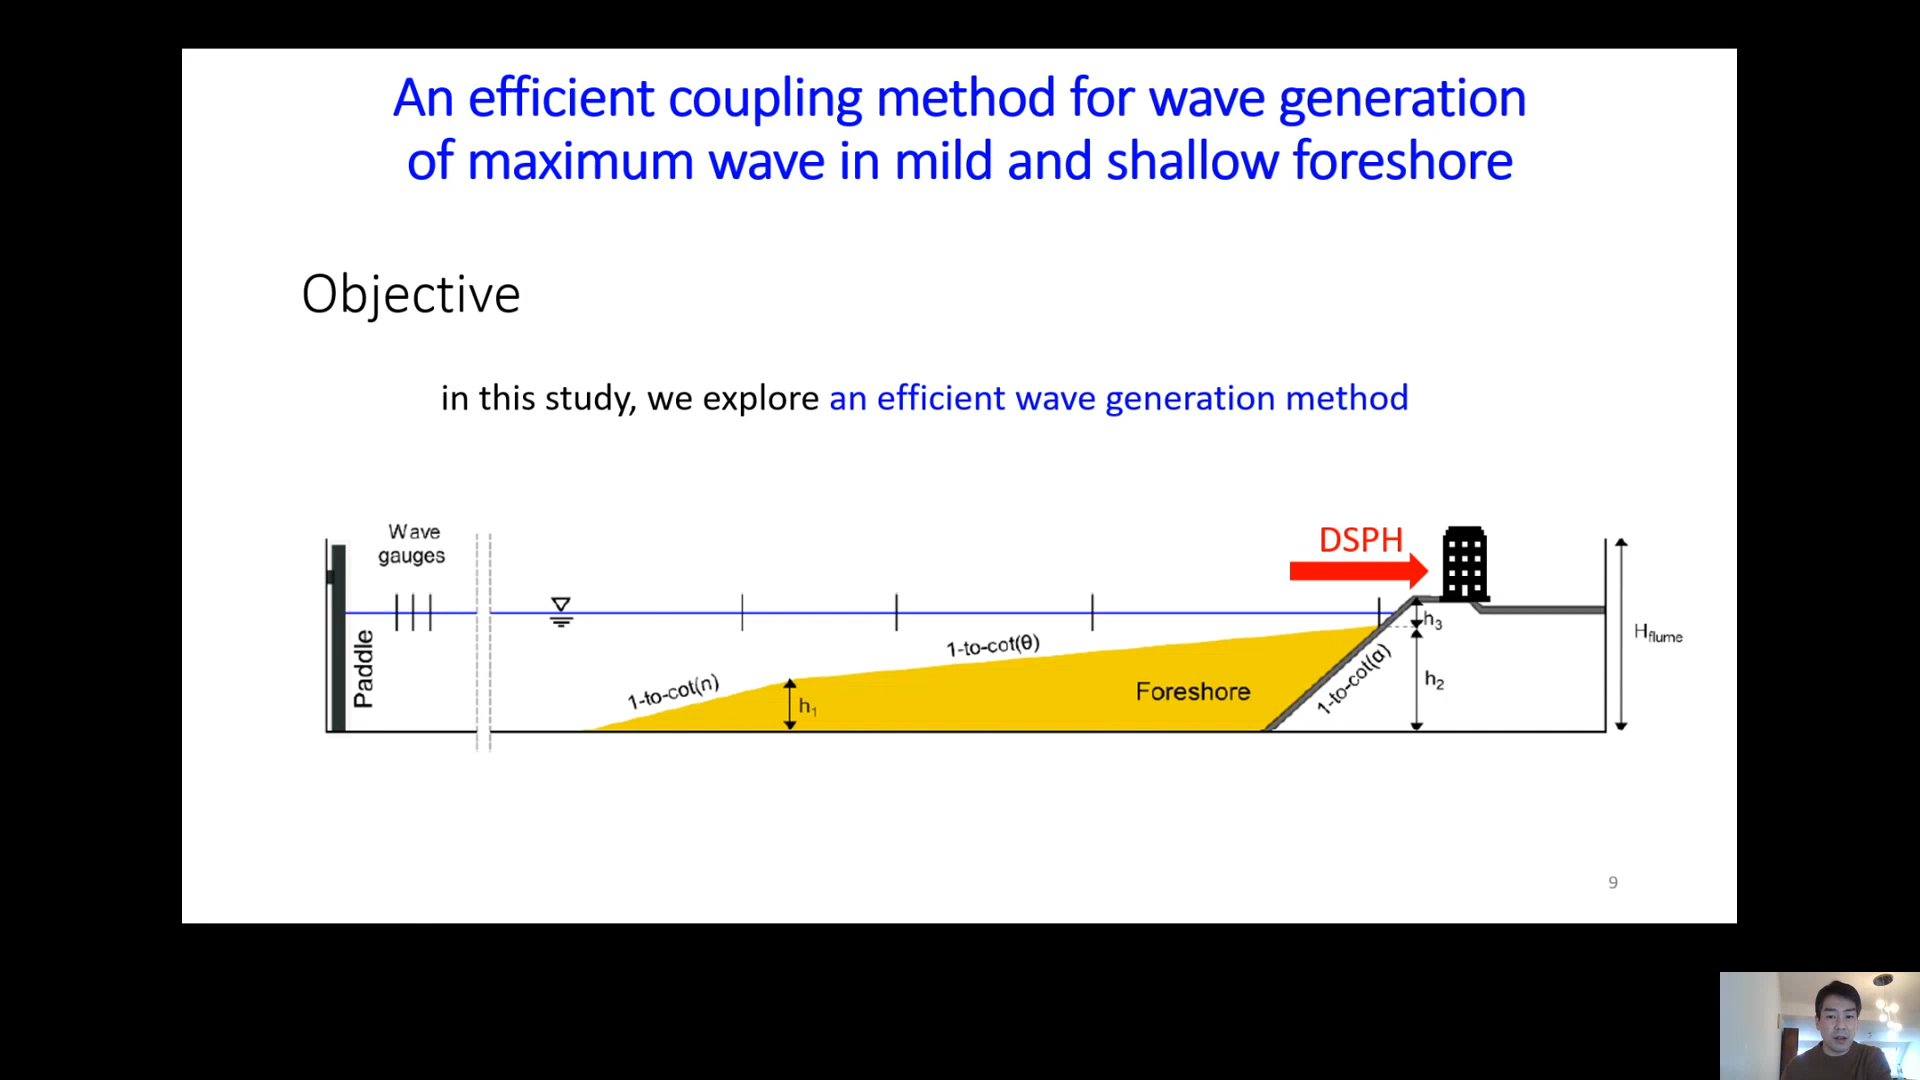 An efficient coupling method for wave generation
of maximum wave in mild and shallow foreshore
Objective
in this study, we explore an efficient wave generation method
Wave
gauges
DSPH
Paddle
1-to-cot(n)
h₁
1-to-cot(θ)
Foreshore
1-to-cot(α)
h₃
h₂
H_flume
9